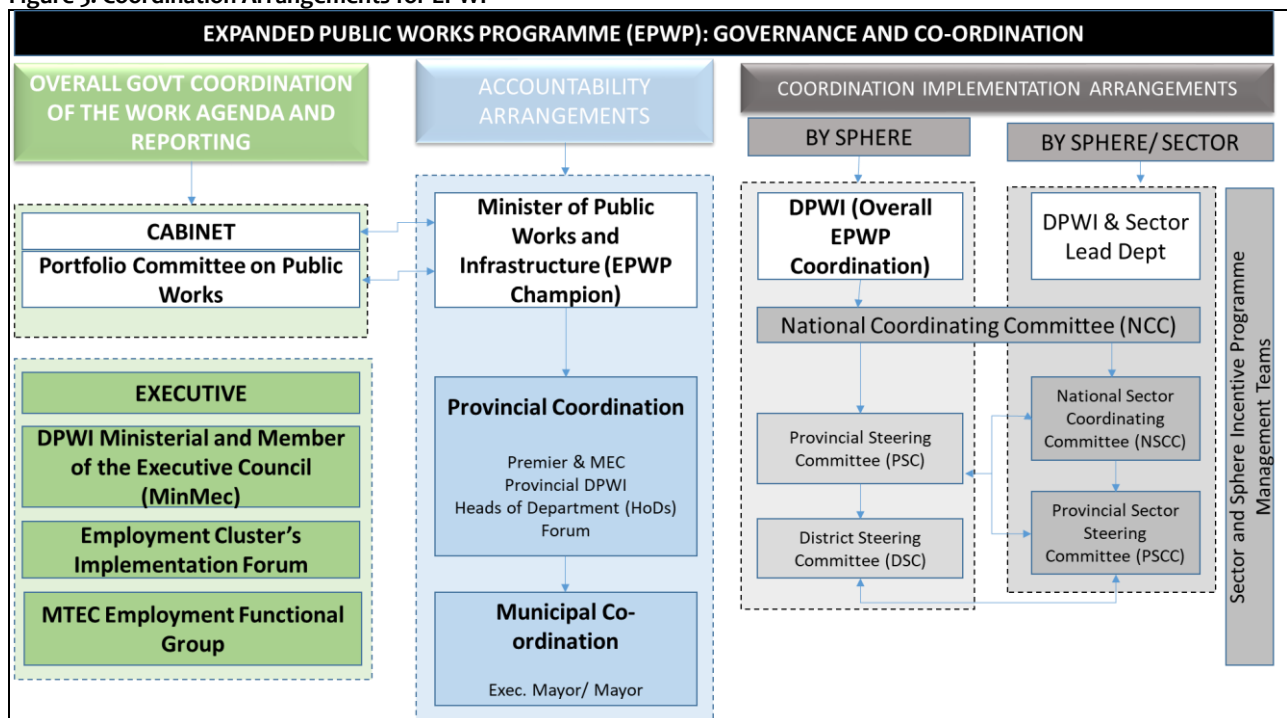 Figure 5. Coordination Arrangements for EPWP
EXPANDED PUBLIC WORKS PROGRAMME (EPWP): GOVERNANCE AND CO-ORDINATION
OVERALL GOVT COORDINATION
OF THE WORK AGENDA AND
REPORTING
CABINET
Portfolio Committee on Public
Works
EXECUTIVE
DPWI Ministerial and Member
of the Executive Council
(MinMec)
Employment Cluster's
Implementation Forum
MTEC Employment Functional
Group
ACCOUNTABILITY
ARRANGEMENTS
Minister of Public
Works and
Infrastructure (EPWP
Champion)
Provincial Coordination
Premier & MEC
Provincial DPWI
Heads of Department (HoDs)
Forum
Municipal Co-
ordination
Exec. Mayor/ Mayor
COORDINATION IMPLEMENTATION ARRANGEMENTS
BY SPHERE
BY SPHERE/ SECTOR
DPWI (Overall
EPWP
Coordination)
DPWI & Sector
Lead Dept
National Coordinating Committee (NCC)
Provincial Steering
Committee (PSC)
District Steering
Committee (DSC)
National Sector
Coordinating
Committee (NSCC)
Provincial Sector
Steering
Committee (PSCC)
Sector and Sphere Incentive Programme
Management Teams